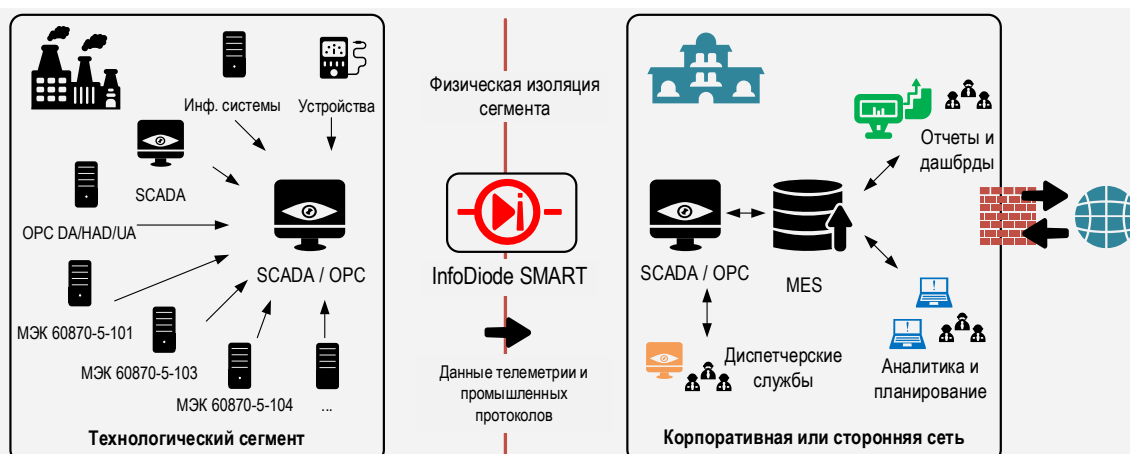 Инф. системы
Устройства
SCADA
OPC DA/HAD/UA
SCADA / OPC
МЭК 60870-5-101
МЭК 60870-5-103
МЭК 60870-5-104
...
Технологический сегмент
Физическая изоляция
сегмента
InfoDiode SMART
Данные телеметрии и
промышленных
протоколов
Отчеты и
дашбрды
SCADA / OPC
MES
Диспетчерские
службы
Аналитика и
планирование
Корпоративная или сторонняя сеть